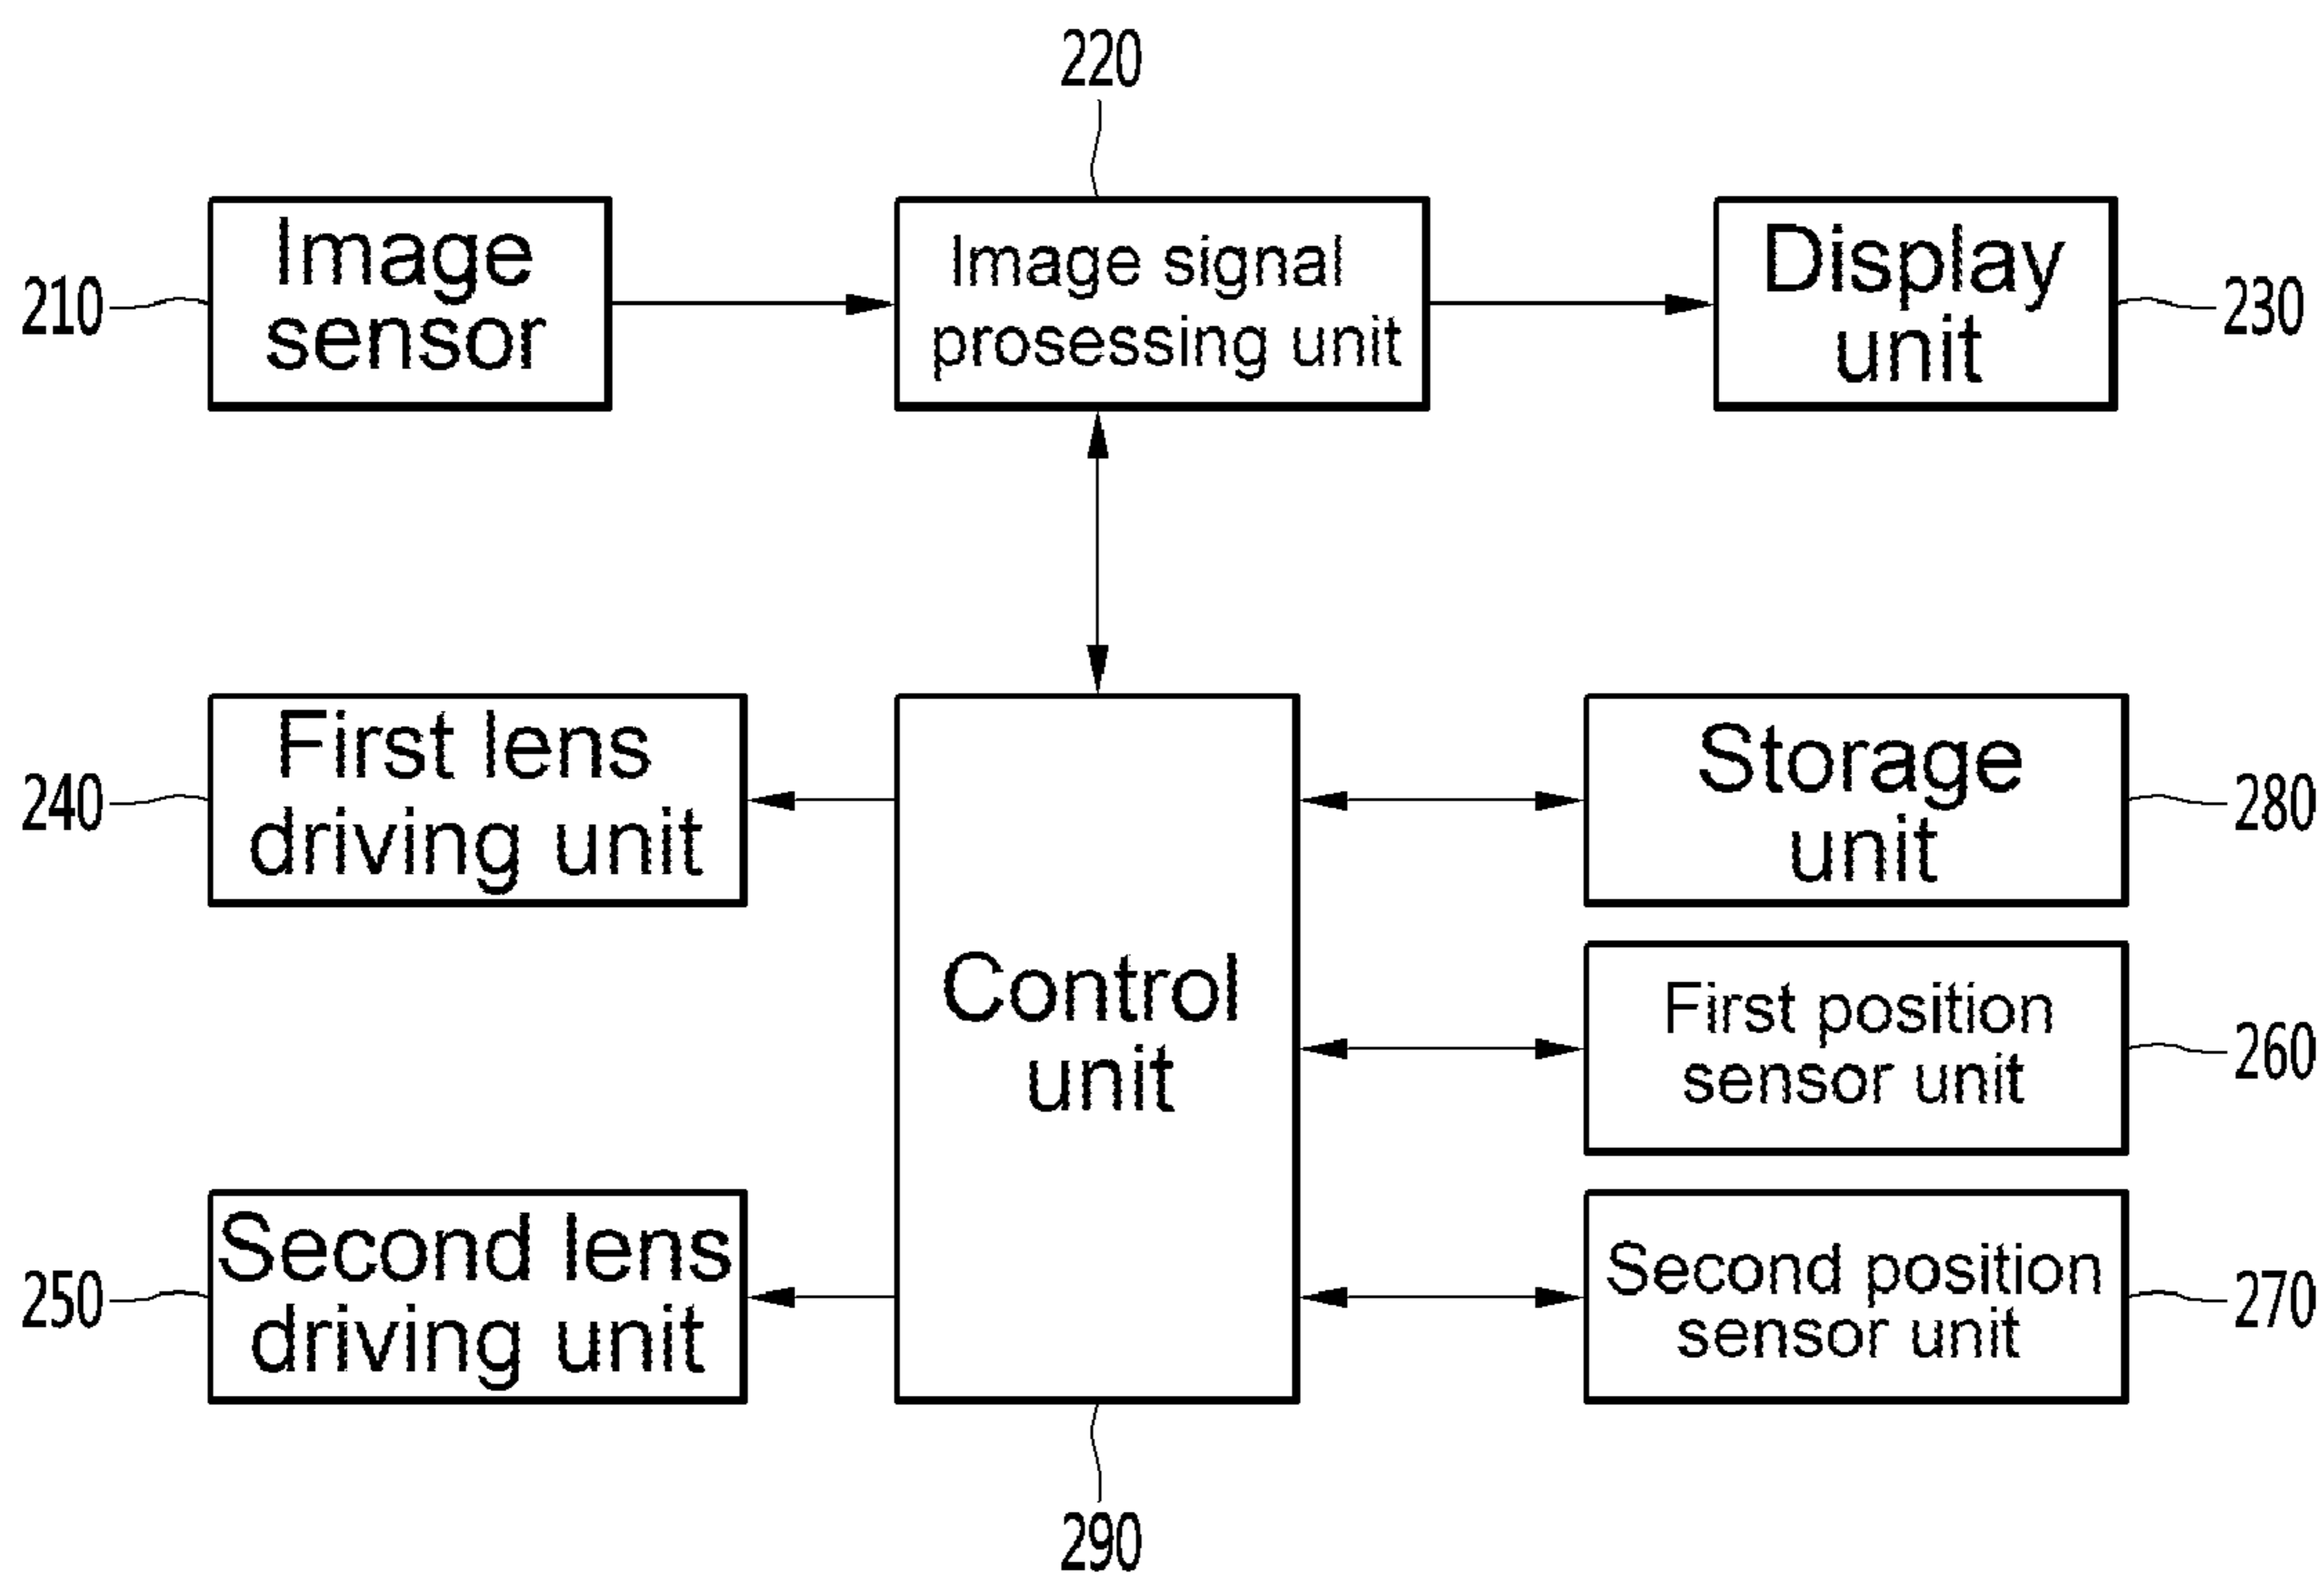 220
Image
sensor
210
Image signal
prosessing unit
Display
unit
230
First lens
driving unit
240
Control
unit
Storage
unit
280
First position
sensor unit
260
Second lens
driving unit
250
Second position
sensor unit
270
290